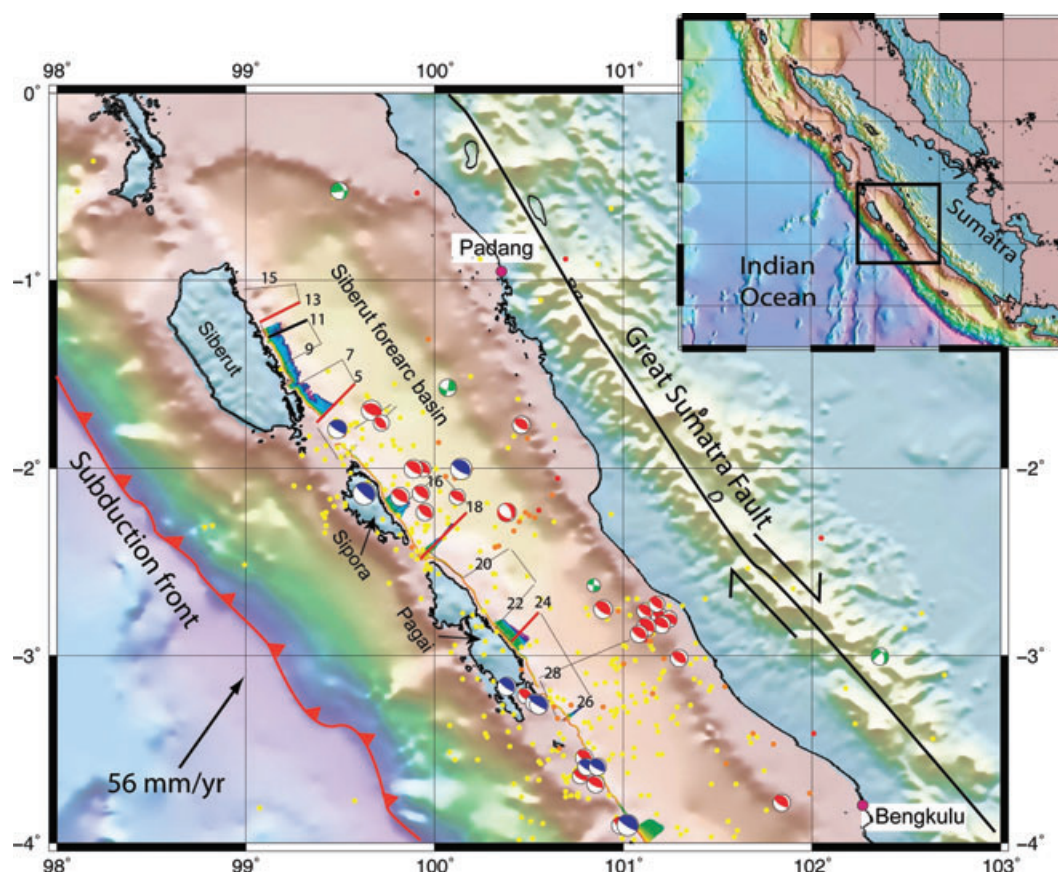 98
99
100
101
0°
Padang
Sumatra
Indian
Ocean
-1°
15
13
11
9
7
5
Siberut
Siberut forearc basin
Great Sumatra Fault
-2°
-2°
16
18
Sipora
Subduction front
20
22
24
Pagai
-3°
-3°
28
26
56 mm/yr
Bengkulu
-4°
-4°
98
99
100
101
102
103